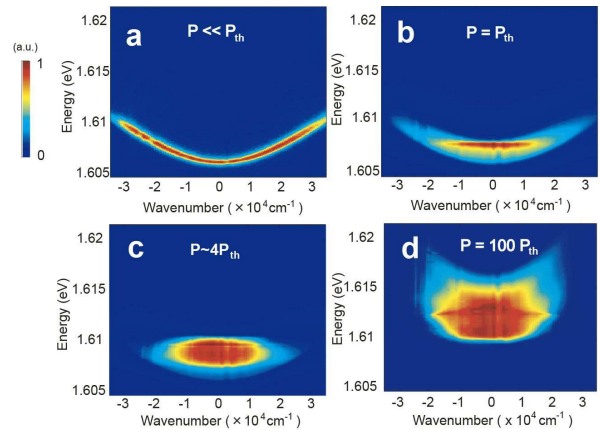 (a.u.)
1
0
a
P << Pth
Energy (eV)
1.62
1.615
1.61
1.605
-3 -2 -1 0 1 2 3
Wavenumber ( × 10⁴cm⁻¹)
b
P = Pth
Energy (eV)
1.62
1.615
1.61
1.605
-3 -2 -1 0 1 2 3
Wavenumber ( × 10⁴cm⁻¹)
c
P~4Pth
Energy (eV)
1.62
1.615
1.61
1.605
-3 -2 -1 0 1 2 3
Wavenumber ( × 10⁴cm⁻¹)
d
P = 100 Pth
Energy (eV)
1.62
1.615
1.61
1.605
-3 -2 -1 0 1 2 3
Wavenumber ( x 10⁴cm⁻¹)